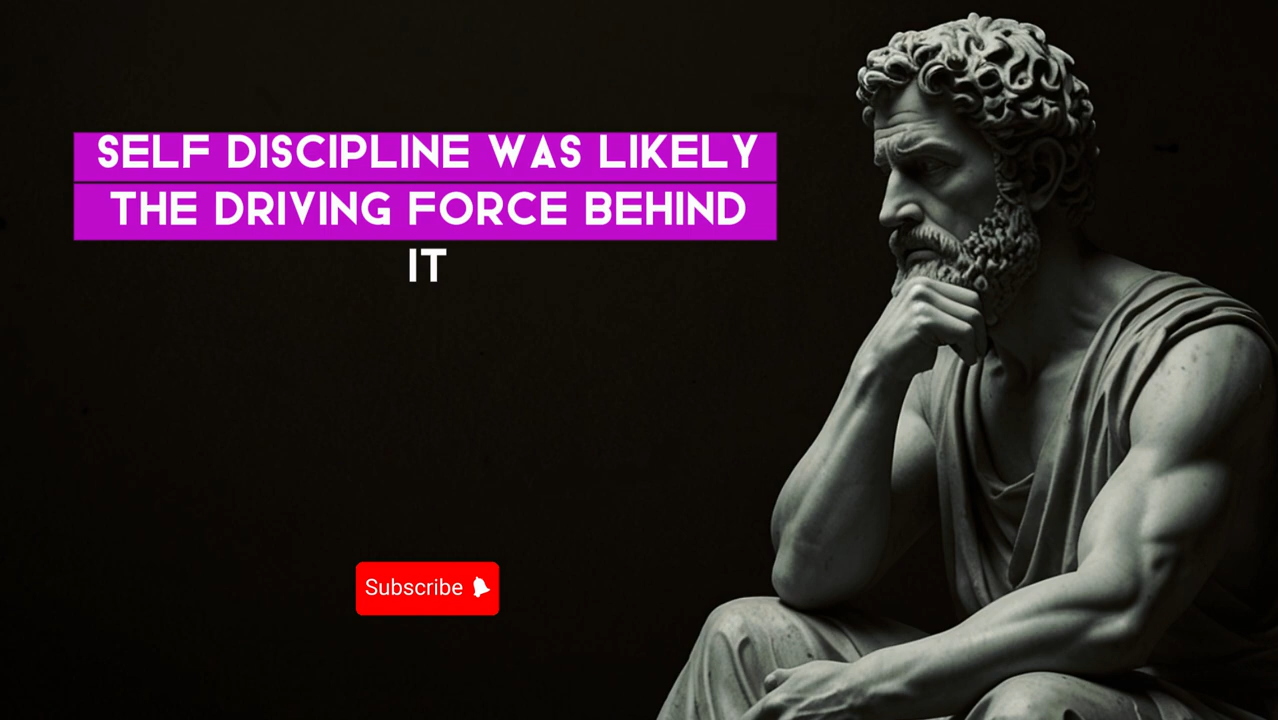 SELF DISCIPLINE WAS LIKELY
THE DRIVING FORCE BEHIND
IT
Subscribe